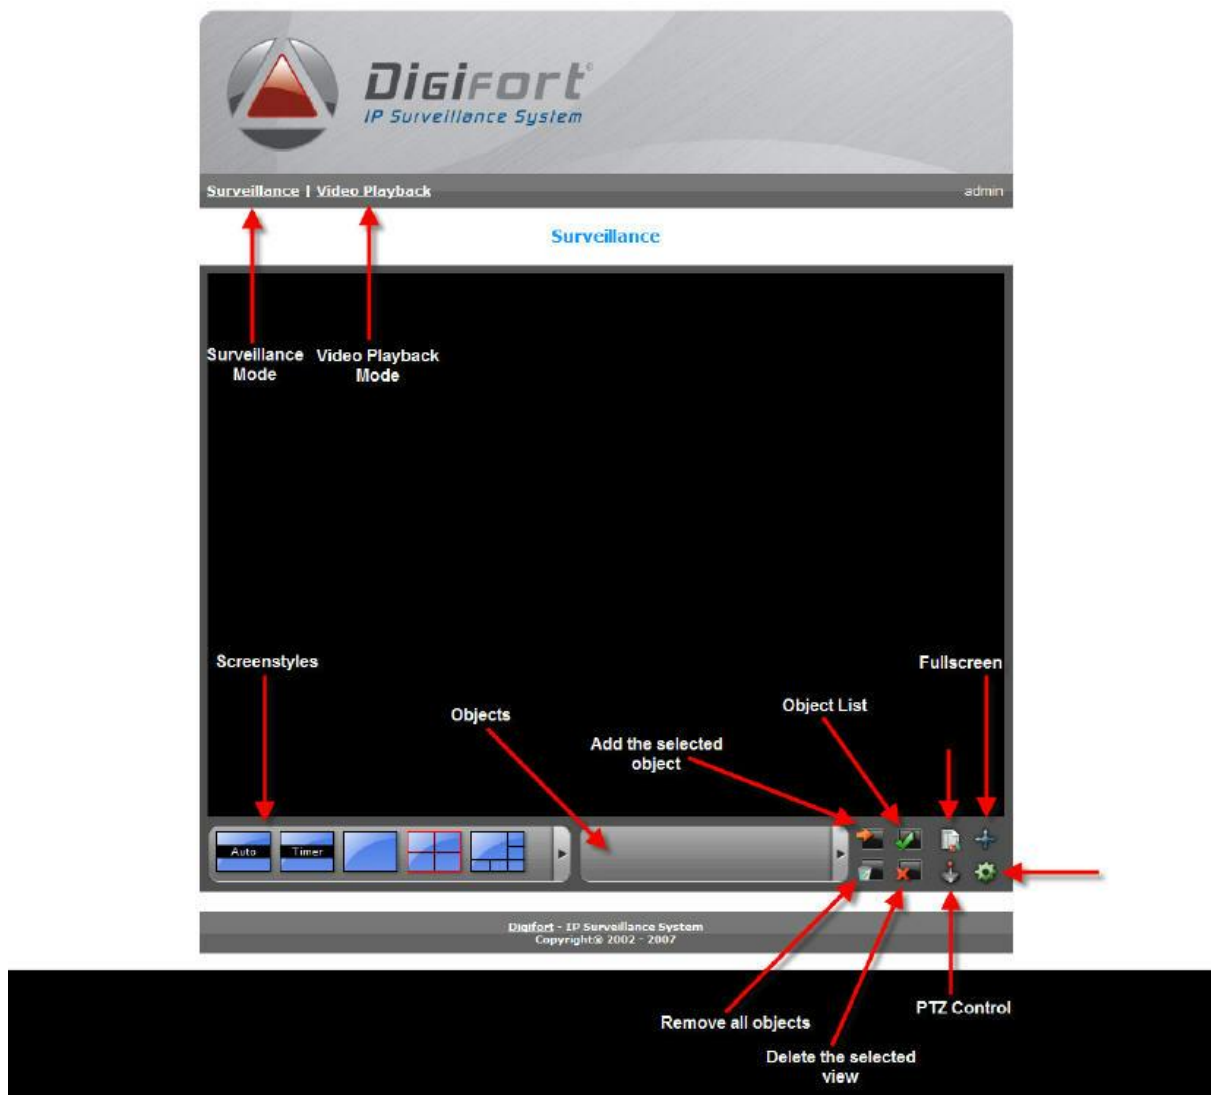 Digifort®
IP Surveillance System
Surveillance | Video Playback
admin
Surveillance
Surveillance
Mode
Video Playback
Mode
Screenstyles
Fullscreen
Object List
Objects
Add the selected
object
Auto
Timer
Digifort - IP Surveillance System
Copyright® 2002 - 2007
PTZ Control
Remove all objects
Delete the selected
view